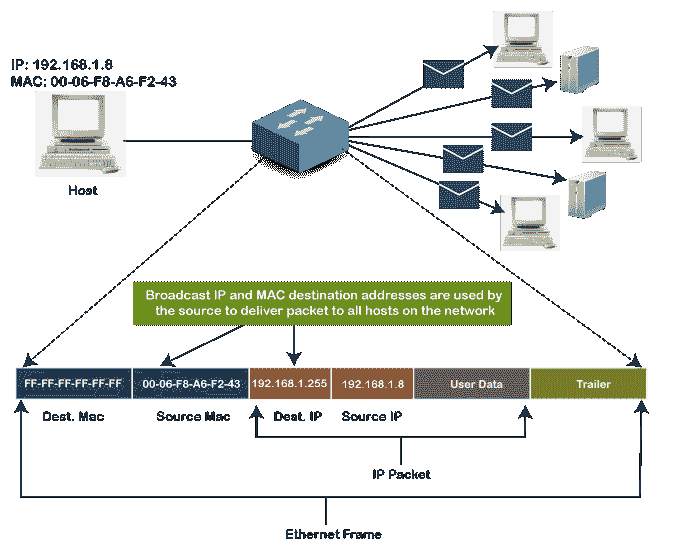 IP: 192.168.1.8
MAC: 00-06-F8-A6-F2-43
Host
Broadcast IP and MAC destination addresses are used by
the source to deliver packet to all hosts on the network
FF-FF-FF-FF-FF-FF 00-06-F8-A6-F2-43 192.168.1.255 192.168.1.8 User Data Trailer
Dest. Mac Source Mac Dest. IP Source IP
IP Packet
Ethernet Frame